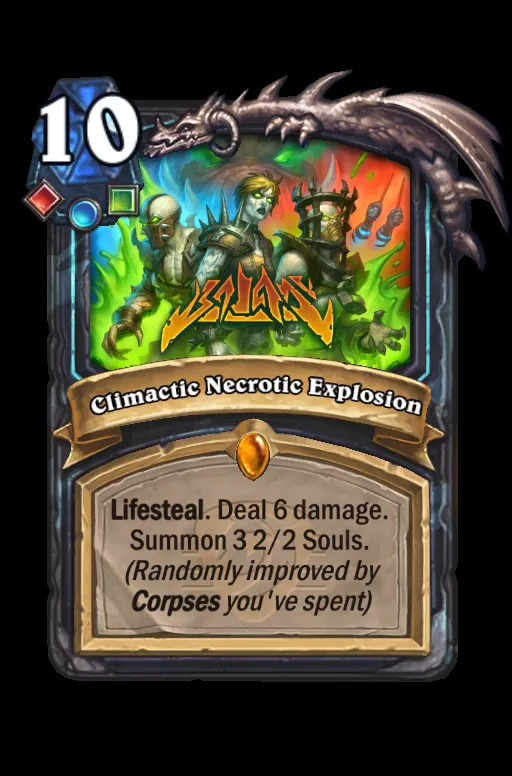 10
Climactic Necrotic Explosion
Lifesteal. Deal 6 damage.
Summon 3 2/2 Souls.
(Randomly improved by
Corpses you've spent)